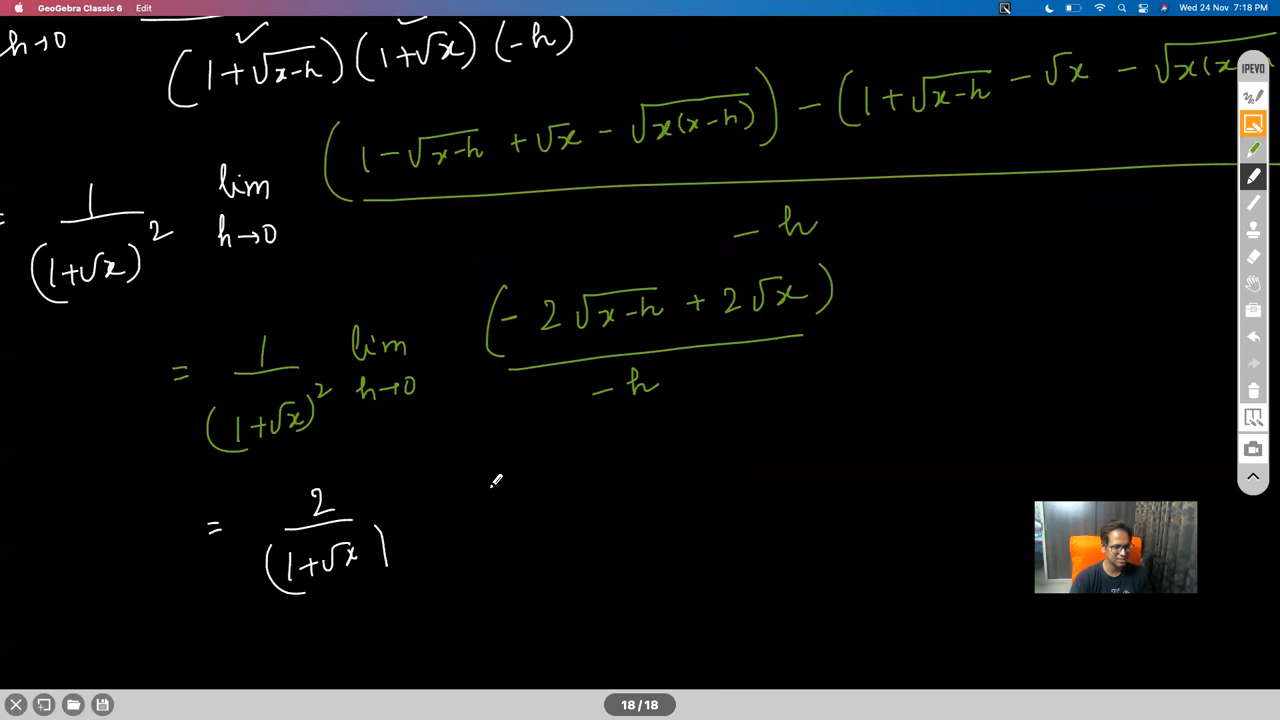 GeoGebra Classic 6 Edit Wed 24 Nov 7:18 PM
h→0 (1+√(x-h))(1+√x)(-h)
IPEVO
= 1/(1+√x)² lim h→0 ((1-√(x-h) + √x - √(x(x-h))) - (1+√(x-h) - √x - √(x(x-h / -h
= 1/(1+√x)² lim h→0 (-2√(x-h) + 2√x)/-h
= 2/(1+√x)
18/18